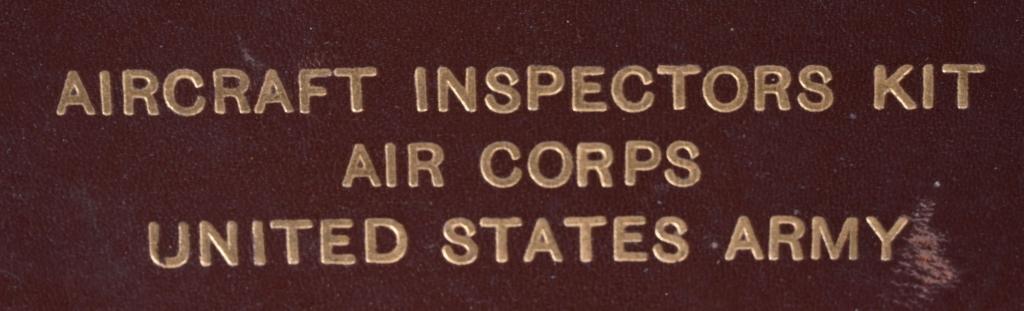 AIRCRAFT INSPECTORS KIT
AIR CORPS
UNITED STATES ARMY